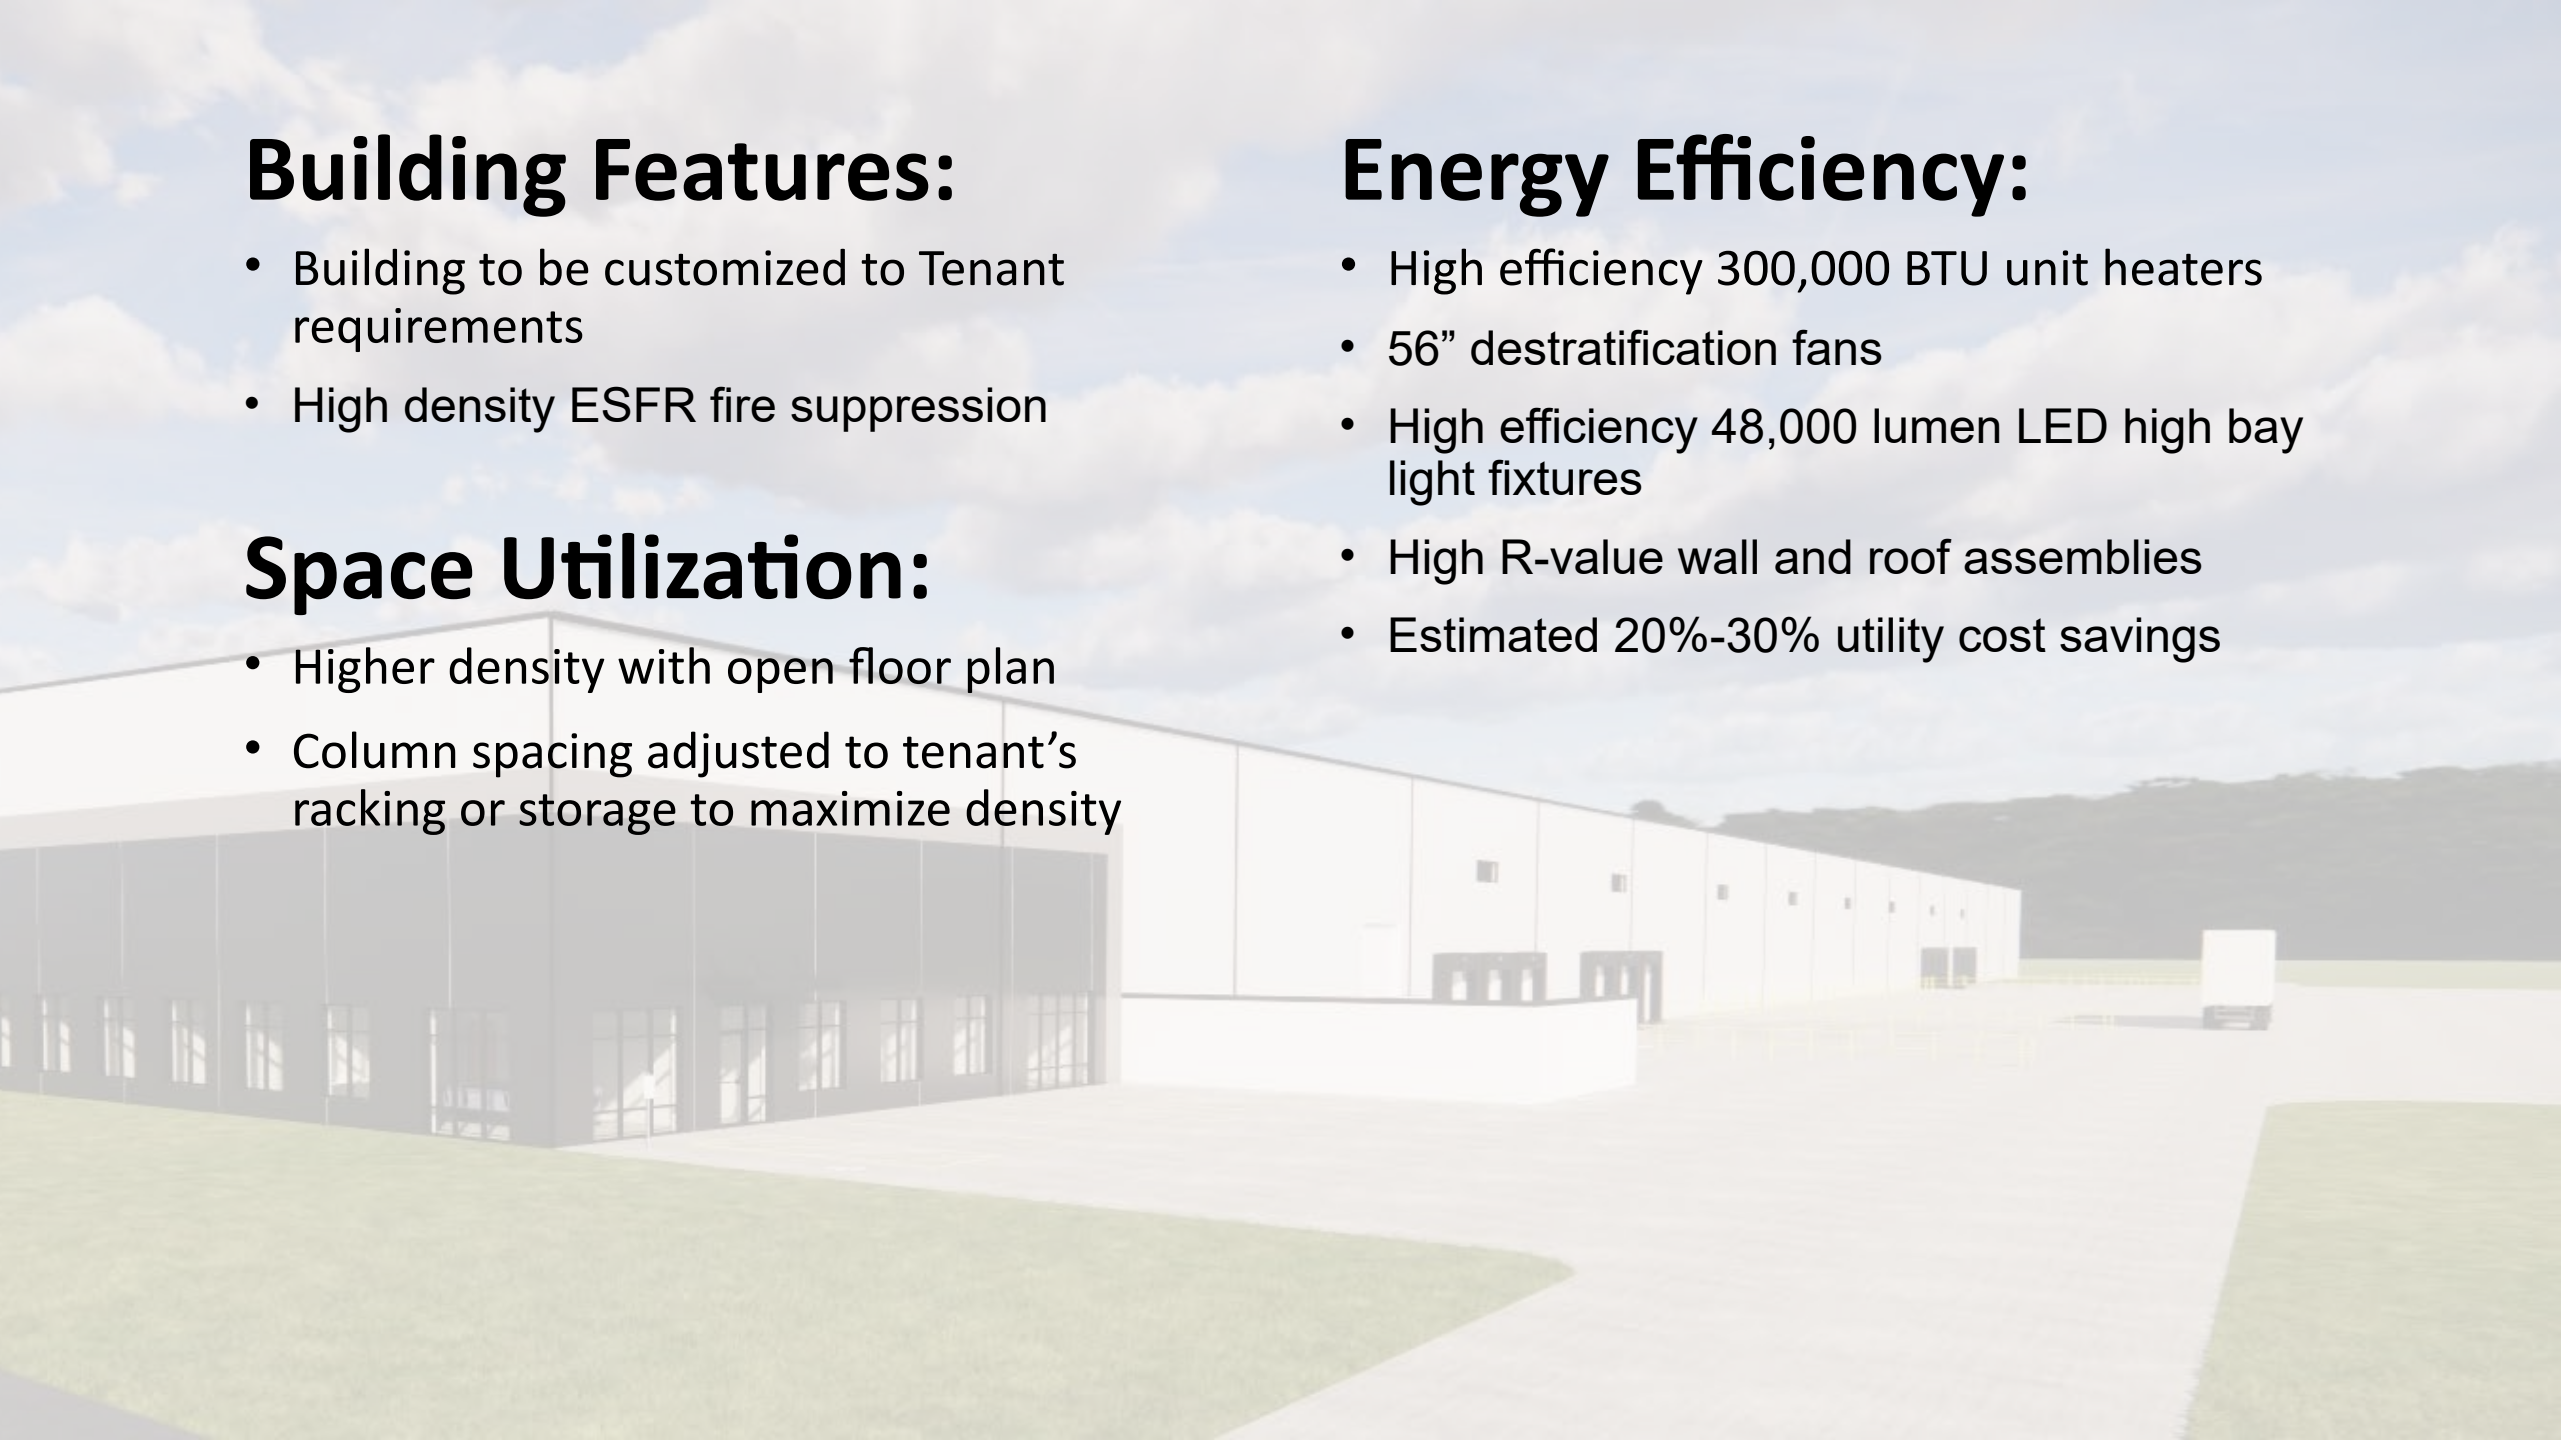 Building Features:
• Building to be customized to Tenant
requirements
• High density ESFR fire suppression
Space Utilization:
• Higher density with open floor plan
• Column spacing adjusted to tenant’s
racking or storage to maximize density
Energy Efficiency:
• High efficiency 300,000 BTU unit heaters
• 56” destratification fans
• High efficiency 48,000 lumen LED high bay
light fixtures
• High R-value wall and roof assemblies
• Estimated 20%-30% utility cost savings